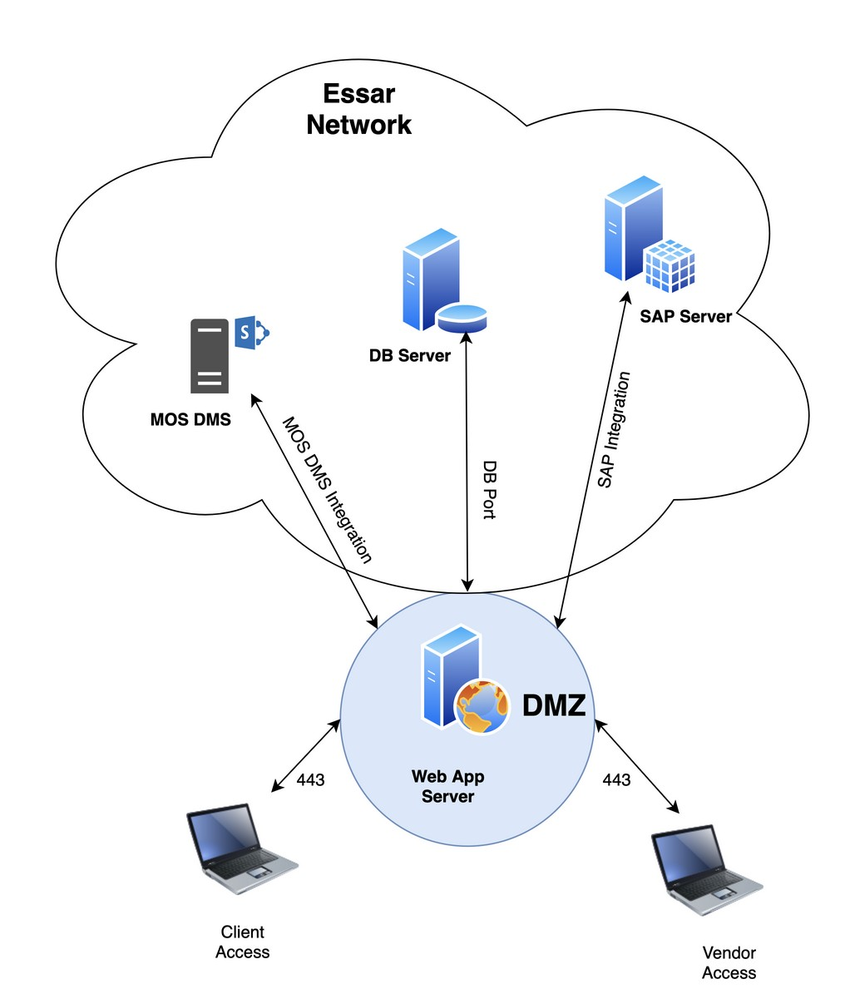 Essar
Network
SAP Server
DB Server
S
MOS DMS
MOS DMS Integration
DB Port
SAP Integration
DMZ
Web App
Server
443
443
Client
Access
Vendor
Access